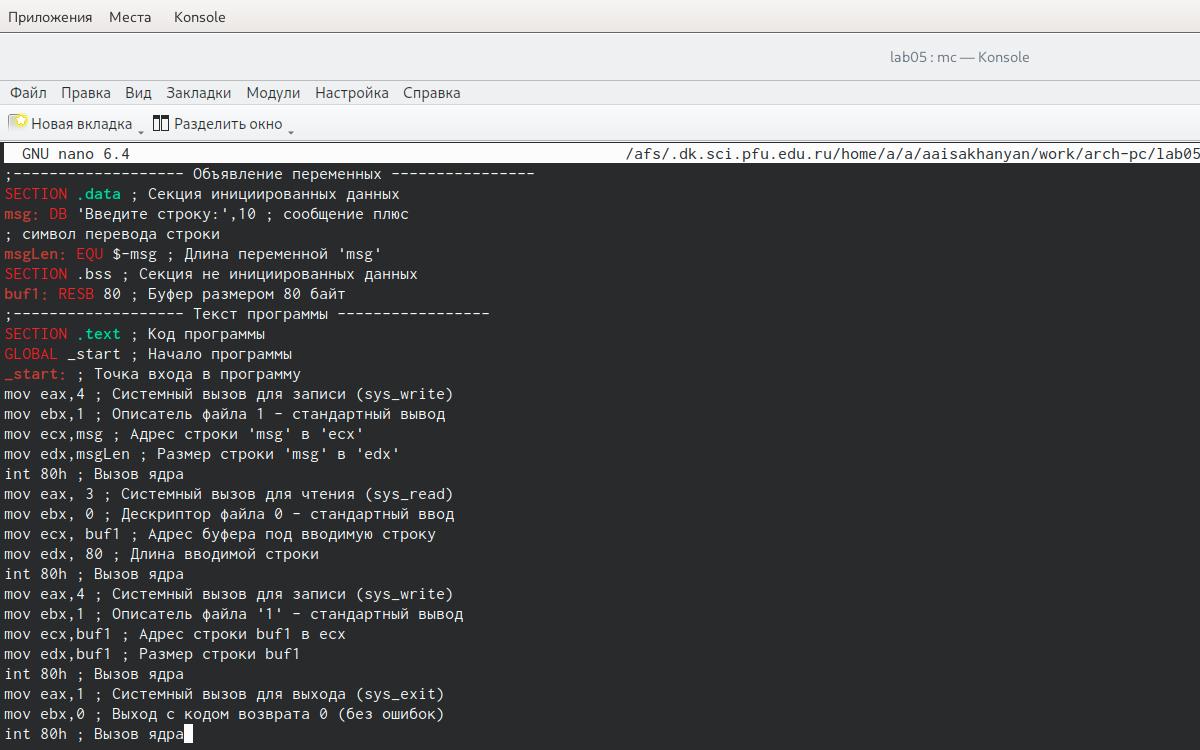 Приложения Места Konsole
lab05 : mc — Konsole
Файл Правка Вид Закладки Модули Настройка Справка
Новая вкладка Разделить окно
GNU nano 6.4 /afs/.dk.sci.pfu.edu.ru/home/a/a/aaisakhanyan/work/arch-pc/lab05
;------------------- Объявление переменных ----------------
SECTION .data ; Секция инициированных данных
msg: DB 'Введите строку:',10 ; сообщение плюс
; символ перевода строки
msgLen: EQU $-msg ; Длина переменной 'msg'
SECTION .bss ; Секция не инициированных данных
buf1: RESB 80 ; Буфер размером 80 байт
;------------------- Текст программы -----------------
SECTION .text ; Код программы
GLOBAL _start ; Начало программы
_start: ; Точка входа в программу
mov eax,4 ; Системный вызов для записи (sys_write)
mov ebx,1 ; Описатель файла 1 - стандартный вывод
mov ecx,msg ; Адрес строки 'msg' в 'ecx'
mov edx,msgLen ; Размер строки 'msg' в 'edx'
int 80h ; Вызов ядра
mov eax, 3 ; Системный вызов для чтения (sys_read)
mov ebx, 0 ; Дескриптор файла 0 - стандартный ввод
mov ecx, buf1 ; Адрес буфера под вводимую строку
mov edx, 80 ; Длина вводимой строки
int 80h ; Вызов ядра
mov eax,4 ; Системный вызов для записи (sys_write)
mov ebx,1 ; Описатель файла '1' - стандартный вывод
mov ecx,buf1 ; Адрес строки buf1 в ecx
mov edx,buf1 ; Размер строки buf1
int 80h ; Вызов ядра
mov eax,1 ; Системный вызов для выхода (sys_exit)
mov ebx,0 ; Выход с кодом возврата 0 (без ошибок)
int 80h ; Вызов ядра